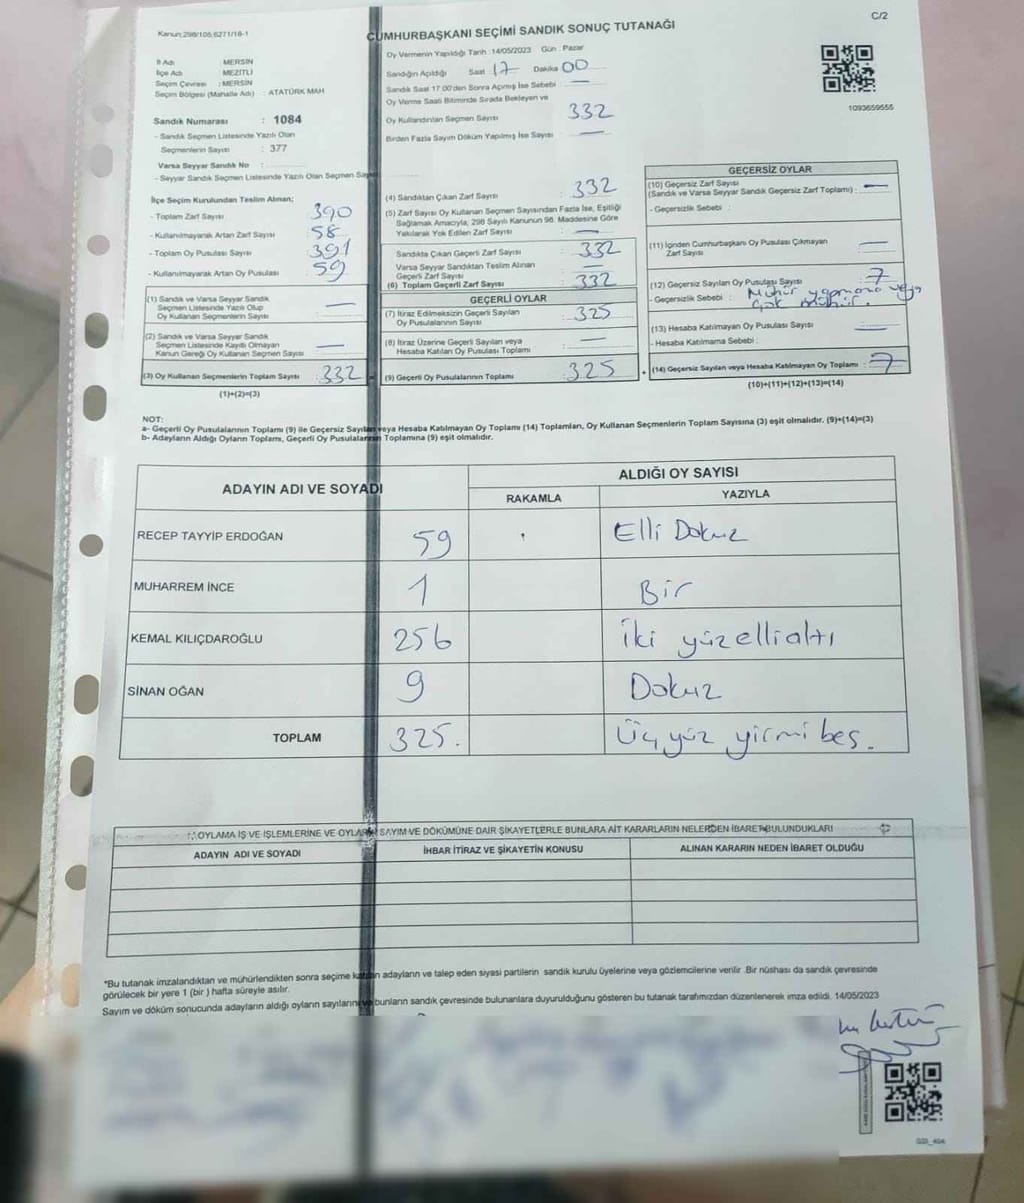 C/2
Kanun:298/105,6271/16-1
CUMHURBAŞKANI SEÇİMİ SANDIK SONUÇ TUTANAĞI
İl Adı : MERSİN
İlçe Adı : MEZİTLİ
Seçim Çevresi : MERSİN
Seçim Bölgesi (Mahalle Adı) : ATATÜRK MAH
Oy Vermenin Yapıldığı Tarih : 14/05/2023 Gün : Pazar
Sandığın Açıldığı Saat 17 Dakika 00
Sandık Saat 17:00'den Sonra Açılmış İse Sebebi : —
Oy Verme Saati Bitiminde Sırada Bekleyen ve
Oy Kullandırılan Seçmen Sayısı : 332
Birden Fazla Sayım Döküm Yapılmış İse Sayısı : —
1093659555
Sandık Numarası : 1084
- Sandık Seçmen Listesinde Yazılı Olan
Seçmenlerin Sayısı : 377
Varsa Seyyar Sandık No :
- Seyyar Sandık Seçmen Listesinde Yazılı Olan Seçmen Sayı
İlçe Seçim Kurulundan Teslim Alınan;
- Toplam Zarf Sayısı : 390
- Kullanılmayarak Artan Zarf Sayısı : 58
- Toplam Oy Pusulası Sayısı : 391
- Kullanılmayarak Artan Oy Pusulası : 59
(1) Sandık ve Varsa Seyyar Sandık
Seçmen Listesinde Yazılı Olup
Oy Kullanan Seçmenlerin Sayısı : —
(2) Sandık ve Varsa Seyyar Sandık
Seçmen Listesinde Kayıtlı Olmayan
Kanun Gereği Oy Kullanan Seçmen Sayısı : —
(3) Oy Kullanan Seçmenlerin Toplam Sayısı : 332
(1)+(2)=(3)
(4) Sandıktan Çıkan Zarf Sayısı : 332
(5) Zarf Sayısı Oy Kullanan Seçmen Sayısından Fazla İse, Eşitliği
Sağlamak Amacıyla, 298 Sayılı Kanunun 98. Maddesine Göre
Yakılarak Yok Edilen Zarf Sayısı : —
Sandıkta Çıkan Geçerli Zarf Sayısı : 332
Varsa Seyyar Sandıktan Teslim Alınan
Geçerli Zarf Sayısı : —
(6) Toplam Geçerli Zarf Sayısı : 332
GEÇERLİ OYLAR
(7) İtiraz Edilmeksizin Geçerli Sayılan
Oy Pusulalarının Sayısı : 325
(8) İtiraz Üzerine Geçerli Sayılan veya
Hesaba Katılan Oy Pusulası Toplamı : —
(9) Geçerli Oy Pusulalarının Toplamı : 325
GEÇERSİZ OYLAR
(10) Geçersiz Zarf Sayısı
(Sandık ve Varsa Seyyar Sandık Geçersiz Zarf Toplamı) : —
- Geçersizlik Sebebi :
(11) İçinden Cumhurbaşkanı Oy Pusulası Çıkmayan
Zarf Sayısı : —
(12) Geçersiz Sayılan Oy Pusulası Sayısı : 7
- Geçersizlik Sebebi : Mühür yapmama veya
çok mühür
(13) Hesaba Katılmayan Oy Pusulası Sayısı : —
- Hesaba Katılmama Sebebi :
+ (14) Geçersiz Sayılan veya Hesaba Katılmayan Oy Toplamı : 7
(10)+(11)+(12)+(13)=(14)
NOT:
a- Geçerli Oy Pusulalarının Toplamı (9) ile Geçersiz Sayılan veya Hesaba Katılmayan Oy Toplamı (14) Toplamları, Oy Kullanan Seçmenlerin Toplam Sayısına (3) eşit olmalıdır. (9)+(14)=(3)
b- Adayların Aldığı Oyların Toplamı, Geçerli Oy Pusulalarının Toplamına (9) eşit olmalıdır.
ADAYIN ADI VE SOYADI ALDIĞI OY SAYISI
RAKAMLA YAZIYLA
RECEP TAYYİP ERDOĞAN 59 Elli Dokuz
MUHARREM İNCE 1 Bir
KEMAL KILIÇDAROĞLU 256 iki yüzellialtı
SİNAN OĞAN 9 Dokuz
TOPLAM 325. Üçyüz yirmi beş.
OYLAMA İŞ VE İŞLEMLERİNE VE OYLARIN SAYIM VE DÖKÜMÜNE DAİR ŞİKAYETLERLE BUNLARA AİT KARARLARIN NELERDEN İBARET BULUNDUKLARI
ADAYIN ADI VE SOYADI İHBAR İTİRAZ VE ŞİKAYETİN KONUSU ALINAN KARARIN NEDEN İBARET OLDUĞU
*Bu tutanak imzalandıktan ve mühürlendikten sonra seçime katılan adayların ve talep eden siyasi partilerin sandık kurulu üyelerine veya gözlemcilerine verilir. Bir nüshası da sandık çevresinde
görülecek bir yere 1 (bir) hafta süreyle asılır.
Sayım ve döküm sonucunda adayların aldığı oyların sayılarını ve bunların sandık çevresinde bulunanlara duyurulduğunu gösteren bu tutanak tarafımızdan düzenlenerek imza edildi. 14/05/2023